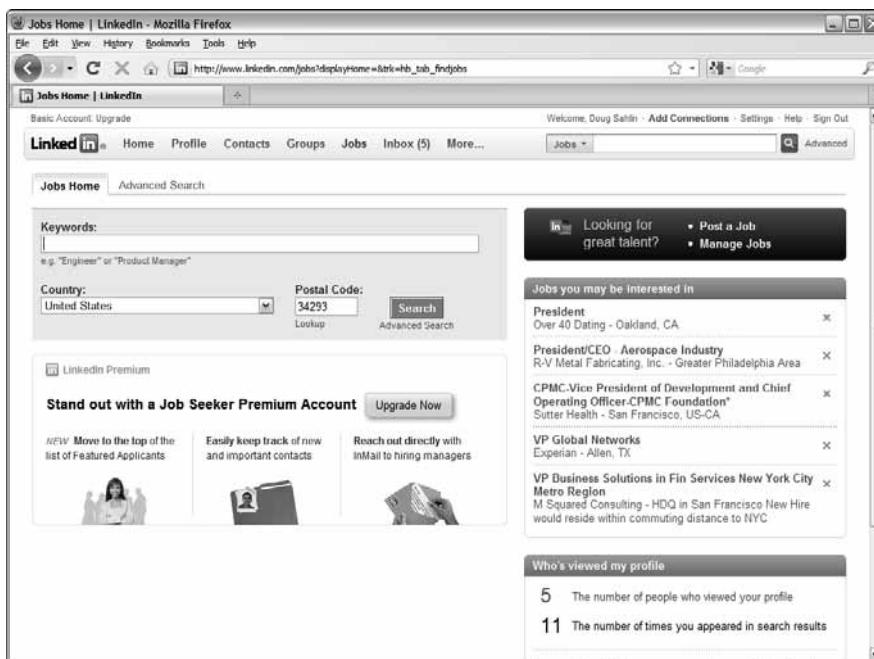 Jobs Home | LinkedIn - Mozilla Firefox
File Edit View History Bookmarks Tools Help
http://www.linkedin.com/jobs?displayHome=&trk=hb_tab_findjobs
Google
Jobs Home | LinkedIn
Basic Account: Upgrade
Welcome, Doug Sahlin · Add Connections · Settings · Help · Sign Out
Linked in Home Profile Contacts Groups Jobs Inbox (5) More... Jobs Advanced
Jobs Home Advanced Search
Keywords:
e.g. "Engineer" or "Product Manager"
Country: Postal Code:
United States 34293 Search
Lookup Advanced Search
LinkedIn Premium
Stand out with a Job Seeker Premium Account Upgrade Now
NEW Move to the top of the
list of Featured Applicants
Easily keep track of new
and important contacts
Reach out directly with
InMail to hiring managers
in Looking for
great talent?
• Post a Job
• Manage Jobs
Jobs you may be interested in
President
Over 40 Dating - Oakland, CA
President/CEO - Aerospace Industry
R-V Metal Fabricating, Inc. - Greater Philadelphia Area
CPMC-Vice President of Development and Chief
Operating Officer-CPMC Foundation*
Sutter Health - San Francisco, US-CA
VP Global Networks
Experian - Allen, TX
VP Business Solutions in Fin Services New York City
Metro Region
M Squared Consulting - HDQ in San Francisco New Hire
would reside within commuting distance to NYC
Who's viewed my profile
5 The number of people who viewed your profile
11 The number of times you appeared in search results